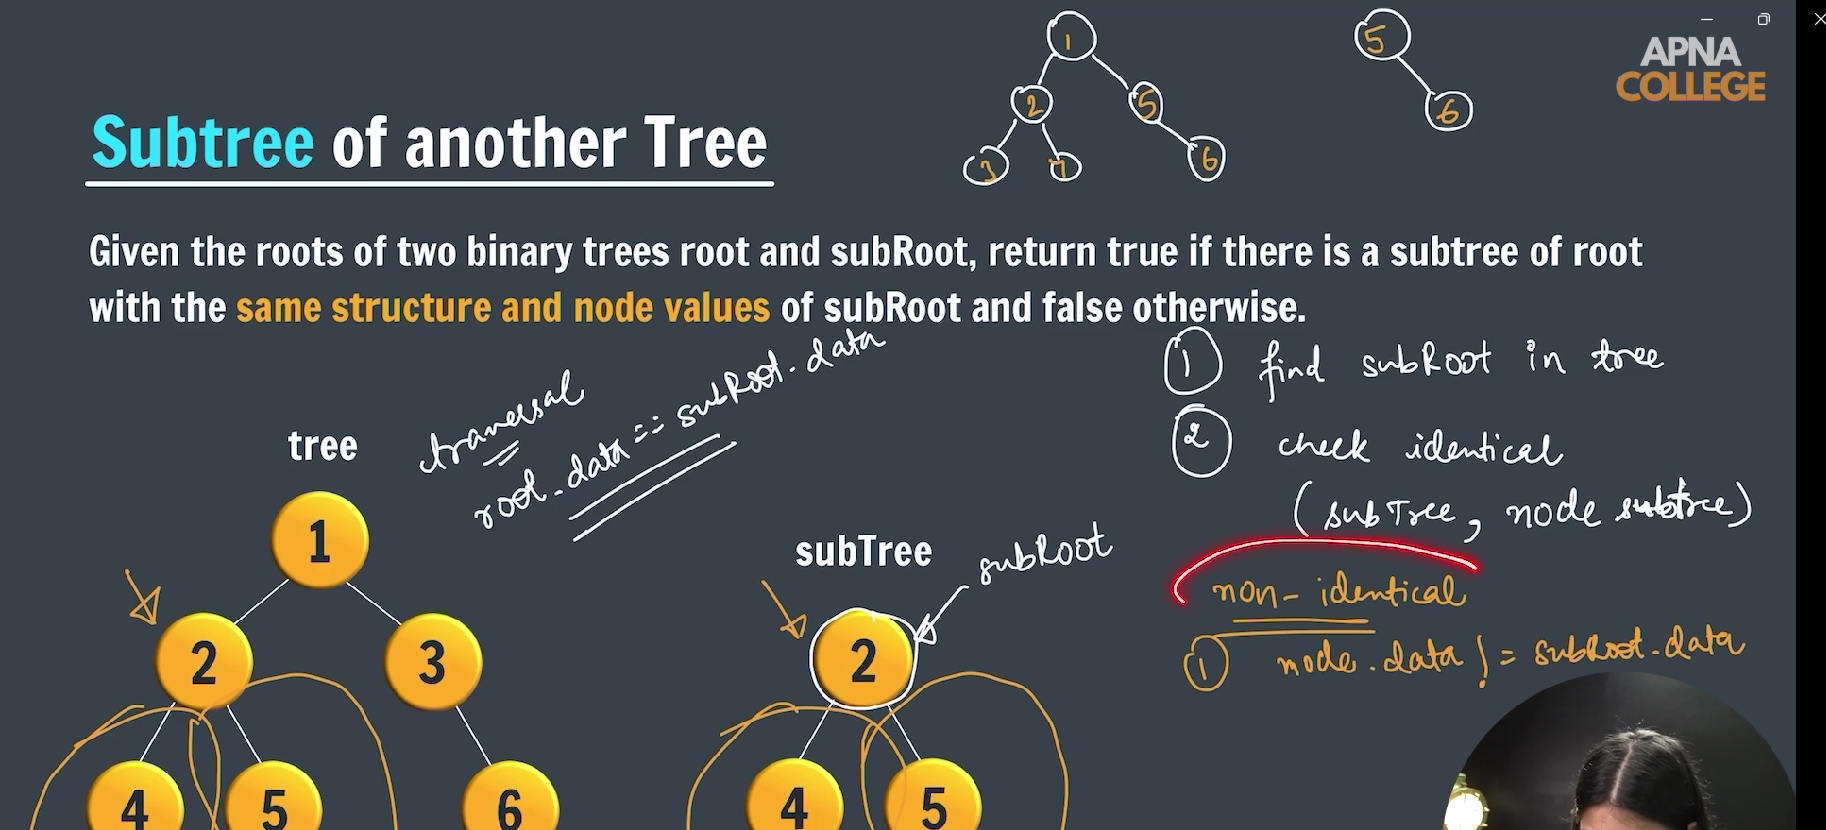 1
5
APNA
COLLEGE
2
5
6
3
6
Subtree of another Tree
Given the roots of two binary trees root and subRoot, return true if there is a subtree of root
with the same structure and node values of subRoot and false otherwise.
traversal
root.data == subRoot.data
1 find subRoot in tree
2 check identical
(subTree, node subtree)
tree
subTree
subRoot
non-identical
1 node.data != subRoot.data
1
2
3
2
4
5
6
4
5